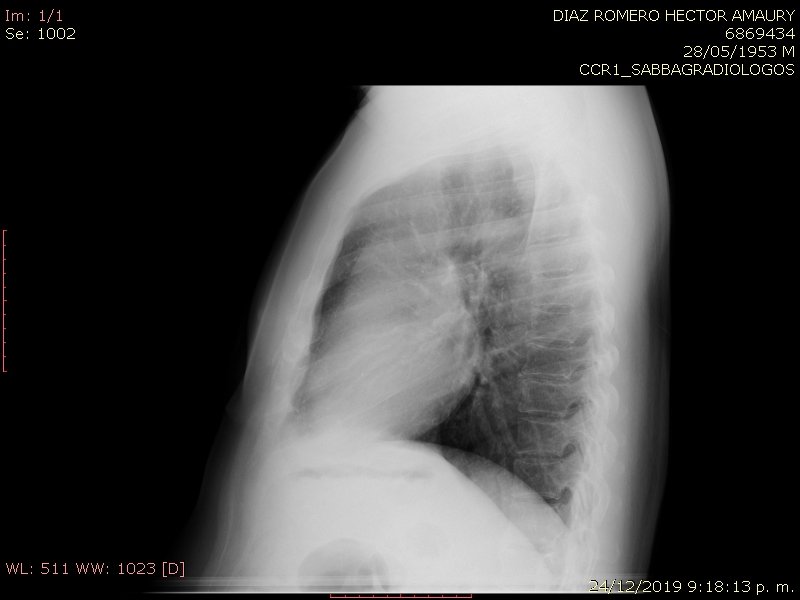 Im: 1/1
Se: 1002
DIAZ ROMERO HECTOR AMAURY
6869434
28/05/1953 M
CCR1_SABBAGRADIOLOGOS
WL: 511 WW: 1023 [D]
24/12/2019 9:18:13 p. m.